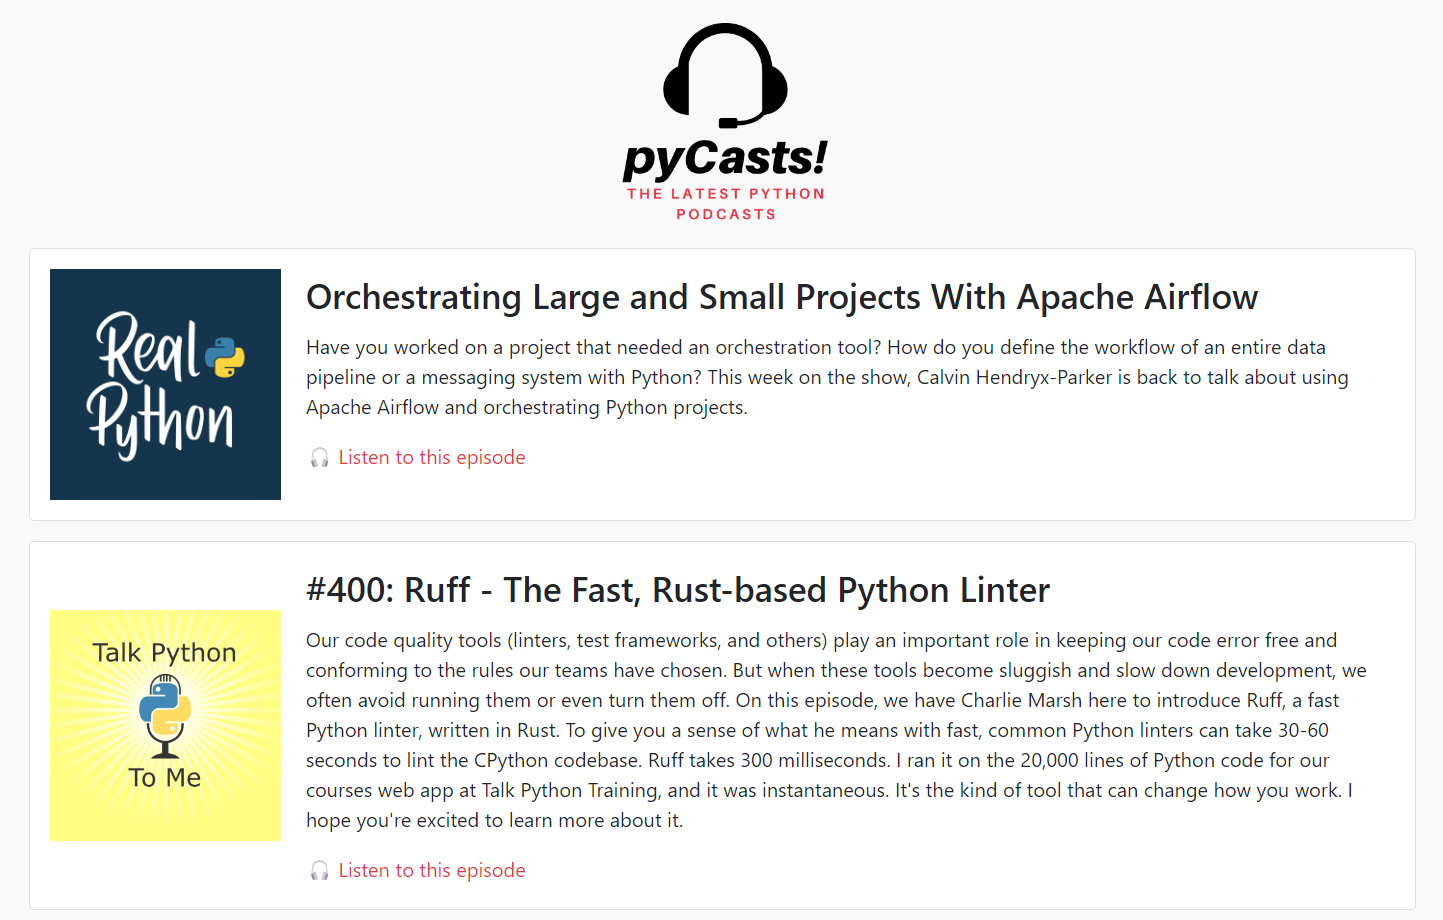 pyCasts!
THE LATEST PYTHON
PODCASTS
Real
Python
Orchestrating Large and Small Projects With Apache Airflow
Have you worked on a project that needed an orchestration tool? How do you define the workflow of an entire data
pipeline or a messaging system with Python? This week on the show, Calvin Hendryx-Parker is back to talk about using
Apache Airflow and orchestrating Python projects.
Listen to this episode
Talk Python
To Me
#400: Ruff - The Fast, Rust-based Python Linter
Our code quality tools (linters, test frameworks, and others) play an important role in keeping our code error free and
conforming to the rules our teams have chosen. But when these tools become sluggish and slow down development, we
often avoid running them or even turn them off. On this episode, we have Charlie Marsh here to introduce Ruff, a fast
Python linter, written in Rust. To give you a sense of what he means with fast, common Python linters can take 30-60
seconds to lint the CPython codebase. Ruff takes 300 milliseconds. I ran it on the 20,000 lines of Python code for our
courses web app at Talk Python Training, and it was instantaneous. It's the kind of tool that can change how you work. I
hope you're excited to learn more about it.
Listen to this episode